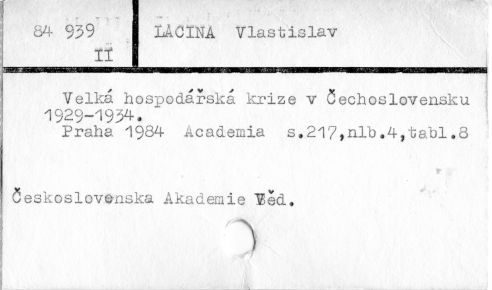 84 939 LACINA Vlastislav
II
Velká hospodářská krize v Čechoslovensku
1929-1934.
Praha 1984 Academia s.217,nlb.4,tabl.8
Československa Akademie Věd.